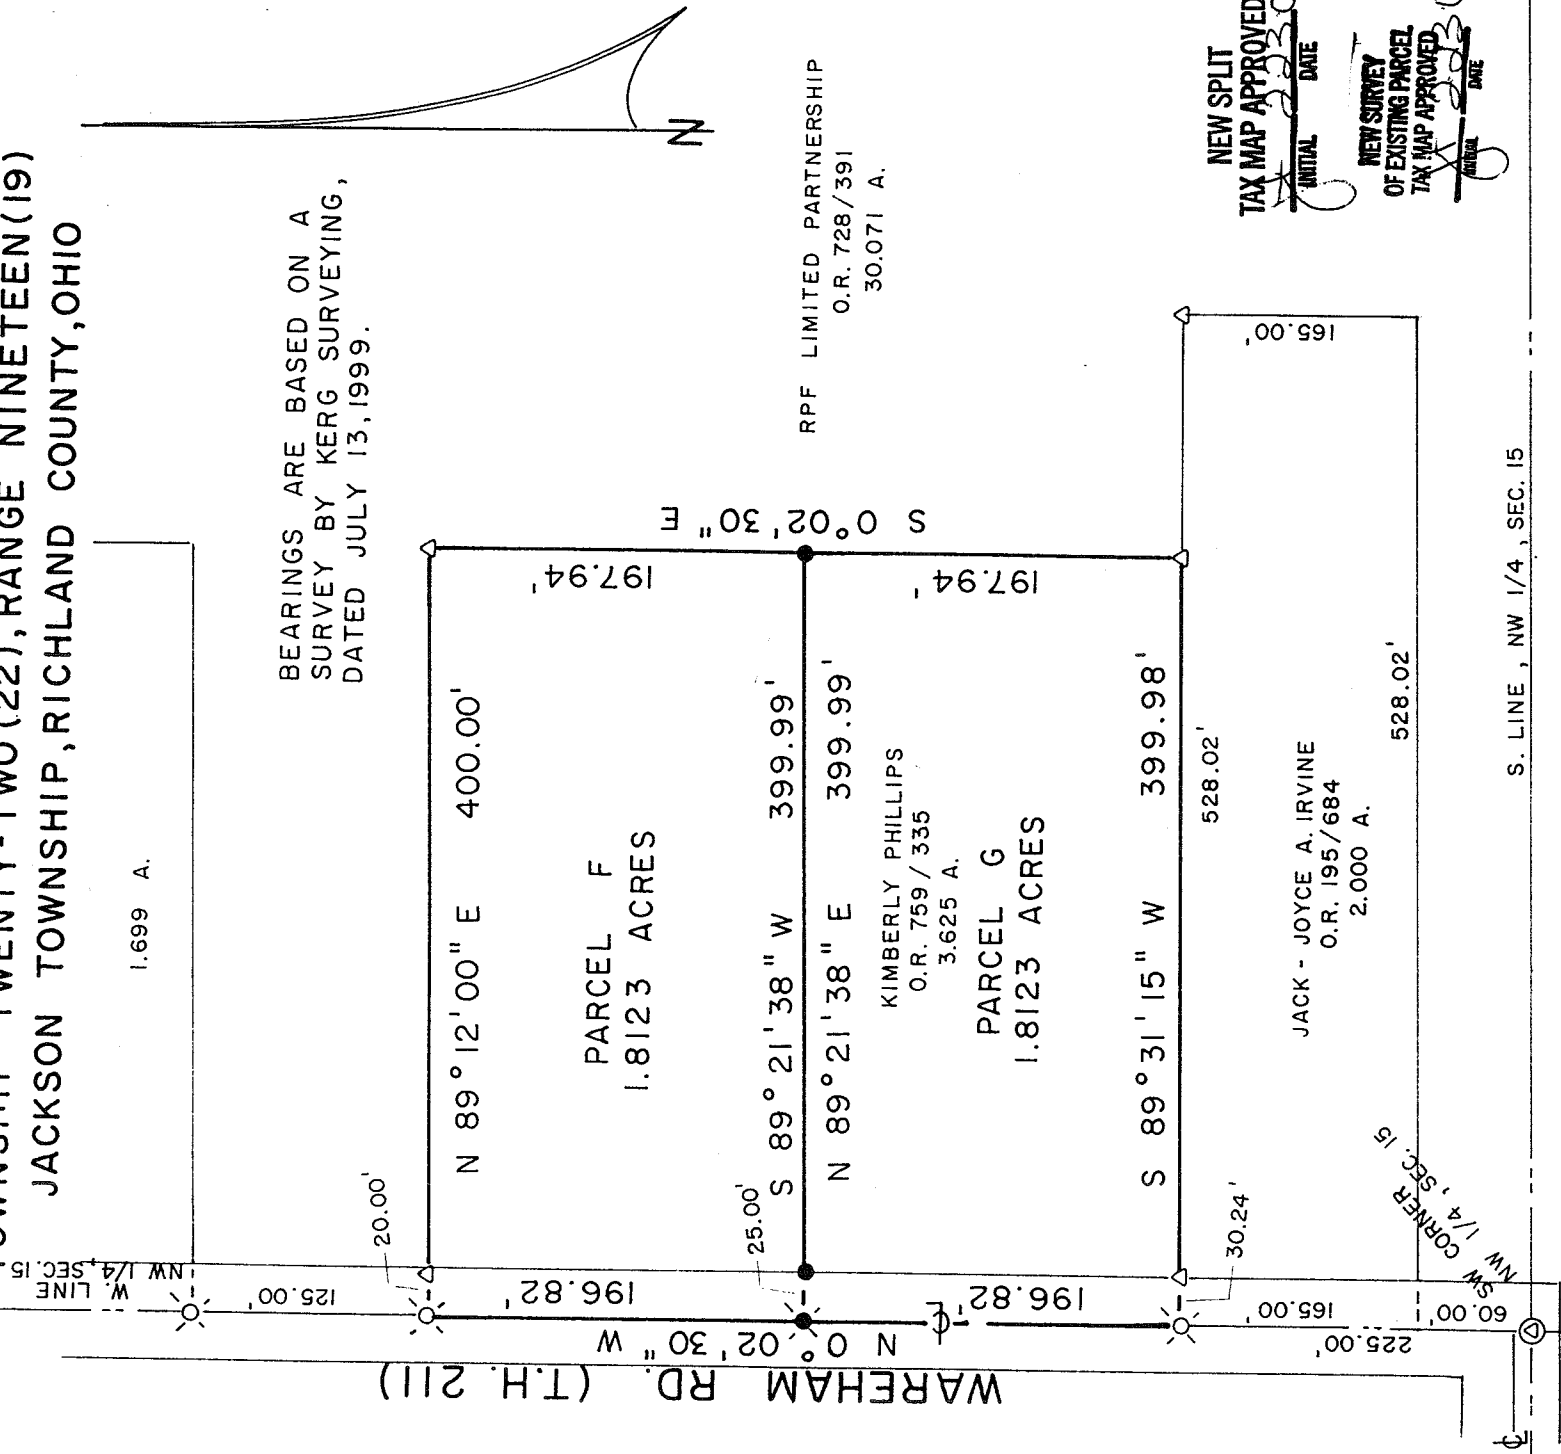 TWENTY-TWO (22), RANGE NINETEEN (19)
JACKSON TOWNSHIP, RICHLAND COUNTY, OHIO
N
BEARINGS ARE BASED ON A
SURVEY BY KERG SURVEYING,
DATED JULY 13, 1999.
1.699 A.
W. LINE
NW 1/4, SEC. 15
125.00'
20.00'
N 89° 12' 00" E 400.00'
PARCEL F
1.8123 ACRES
197.94'
S 0° 02' 30" E
196.82'
25.00'
S 89° 21' 38" W 399.99'
N 89° 21' 38" E 399.99'
KIMBERLY PHILLIPS
O.R. 759 / 335
3.625 A.
PARCEL G
1.8123 ACRES
197.94'
196.82'
N 0° 02' 30" W
WAREHAM RD. (T.H. 211)
S 89° 31' 15" W 399.98'
30.24'
528.02'
RPF LIMITED PARTNERSHIP
O.R. 728/391
30.071 A.
JACK - JOYCE A. IRVINE
O.R. 195/684
2.000 A.
165.00'
165.00'
528.02'
225.00'
60.00'
SW CORNER
NW 1/4, SEC. 15
S. LINE, NW 1/4, SEC. 15
NEW SPLIT
TAX MAP APPROVED
INITIAL DATE
NEW SURVEY
OF EXISTING PARCEL
TAX MAP APPROVED
INITIAL DATE